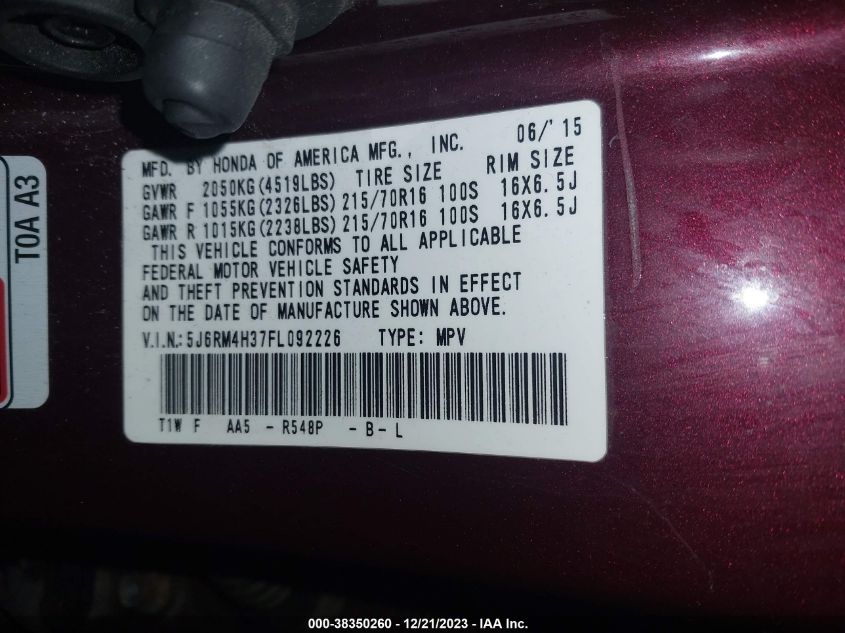 TOA A3
MFD. BY HONDA OF AMERICA MFG., INC. 06/'15
GVWR 2050KG(4519LBS) TIRE SIZE RIM SIZE
GAWR F 1055KG(2326LBS) 215/70R16 100S 16X6.5J
GAWR R 1015KG(2238LBS) 215/70R16 100S 16X6.5J
THIS VEHICLE CONFORMS TO ALL APPLICABLE
FEDERAL MOTOR VEHICLE SAFETY
AND THEFT PREVENTION STANDARDS IN EFFECT
ON THE DATE OF MANUFACTURE SHOWN ABOVE.
V.I.N.: 5J6RM4H37FL092226 TYPE: MPV
T1W F AA5 - R548P - B - L
000-38350260 - 12/21/2023 - IAA Inc.